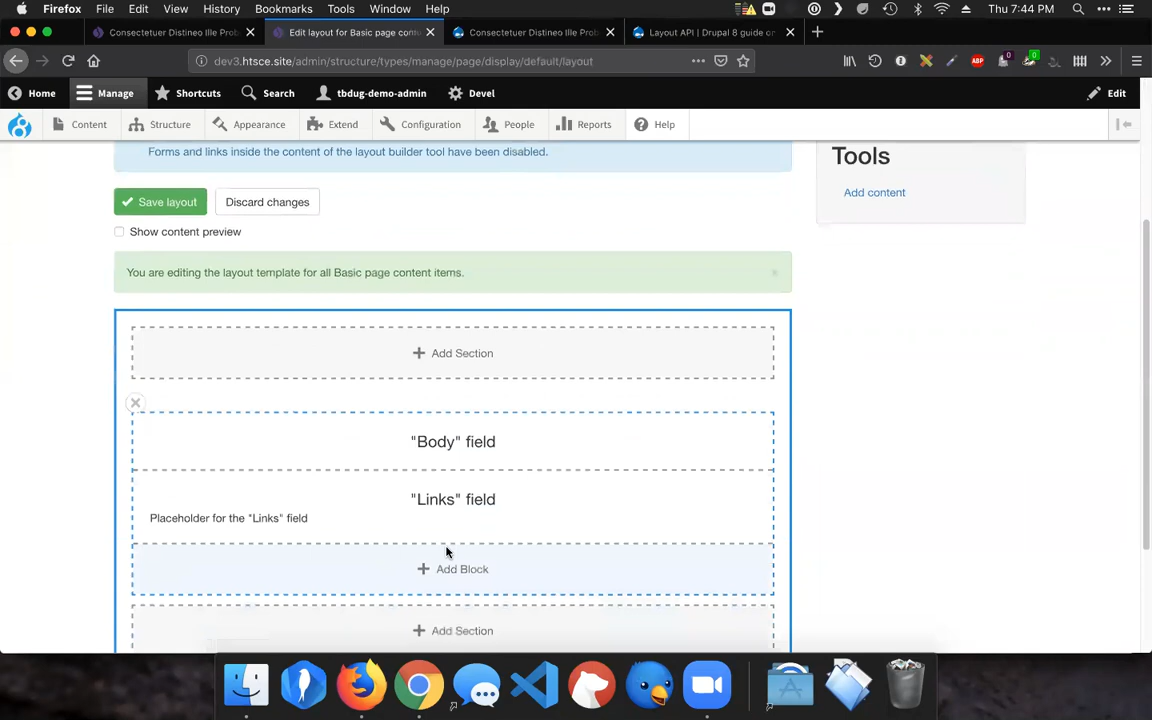 Firefox File Edit View History Bookmarks Tools Window Help Thu 7:44 PM
Consectetuer Distineo Ille Prob Edit layout for Basic page cont Consectetuer Distineo Ille Prob Layout API | Drupal 8 guide on
dev3.htsce.site/admin/structure/types/manage/page/display/default/layout
Home Manage Shortcuts Search tbdug-demo-admin Devel Edit
Content Structure Appearance Extend Configuration People Reports Help
Forms and links inside the content of the layout builder tool have been disabled.
Tools
Add content
Save layout Discard changes
Show content preview
You are editing the layout template for all Basic page content items.
Add Section
"Body" field
"Links" field
Placeholder for the "Links" field
Add Block
Add Section